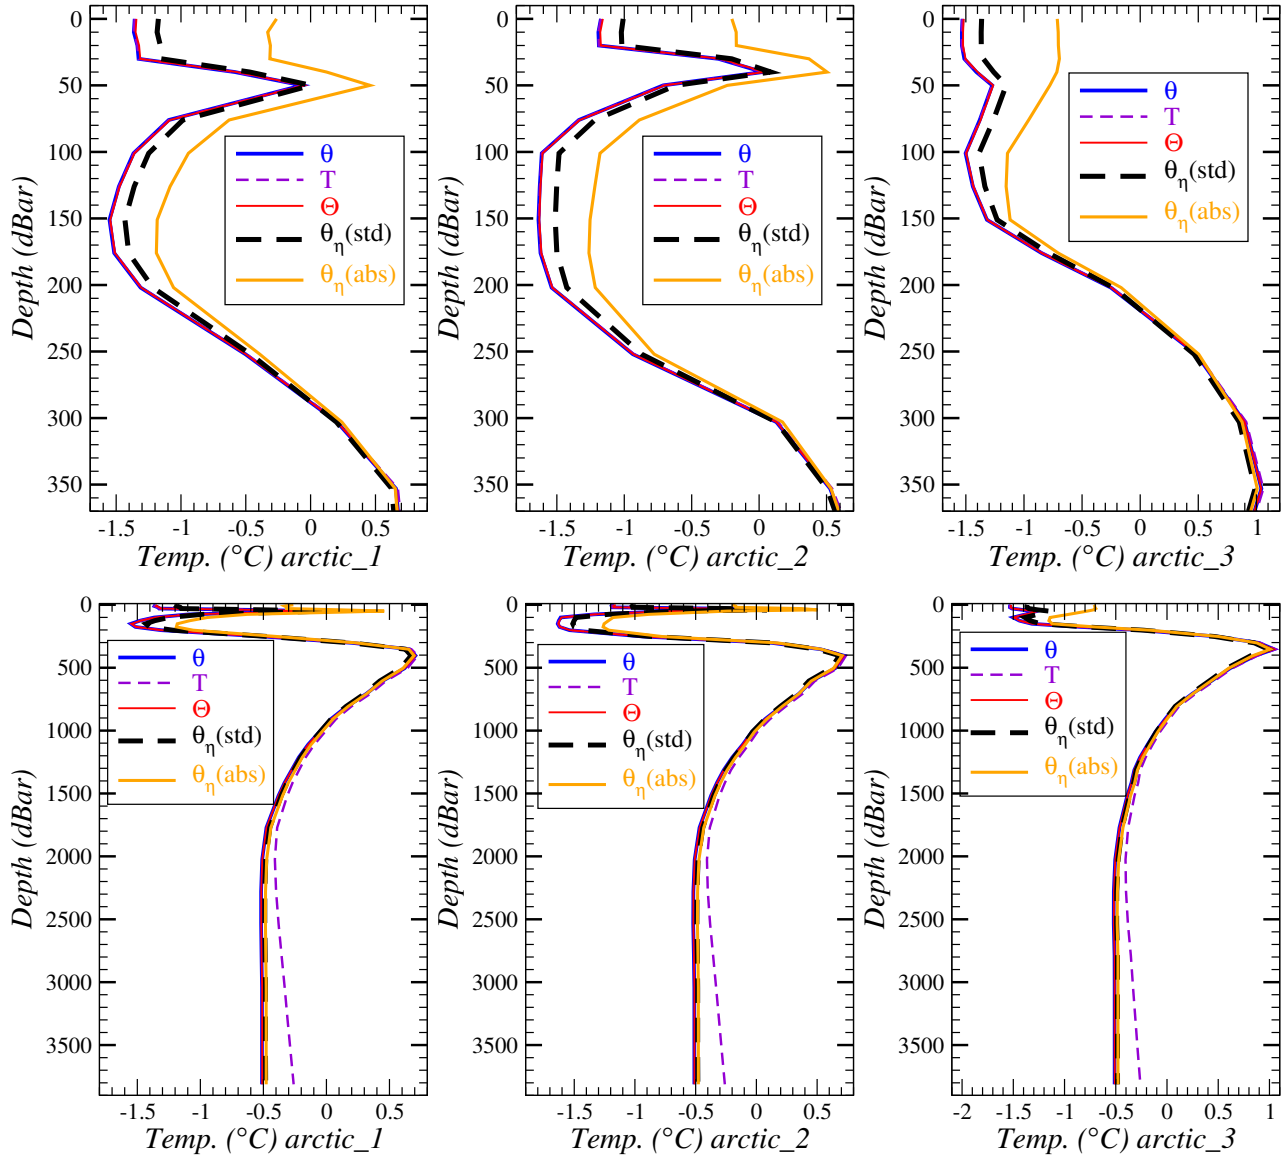 0
50
100
150
200
250
300
350
Depth (dBar)
-1.5 -1 -0.5 0 0.5
Temp. (°C) arctic_1
θ
T
Θ
θη(std)
θη(abs)
0
50
100
150
200
250
300
350
Depth (dBar)
-1.5 -1 -0.5 0 0.5
Temp. (°C) arctic_2
θ
T
Θ
θη(std)
θη(abs)
0
50
100
150
200
250
300
350
Depth (dBar)
-1.5 -1 -0.5 0 0.5 1
Temp. (°C) arctic_3
θ
T
Θ
θη(std)
θη(abs)
0
500
1000
1500
2000
2500
3000
3500
Depth (dBar)
-1.5 -1 -0.5 0 0.5
Temp. (°C) arctic_1
θ
T
Θ
θη(std)
θη(abs)
0
500
1000
1500
2000
2500
3000
3500
Depth (dBar)
-1.5 -1 -0.5 0 0.5
Temp. (°C) arctic_2
θ
T
Θ
θη(std)
θη(abs)
0
500
1000
1500
2000
2500
3000
3500
Depth (dBar)
-2 -1.5 -1 -0.5 0 0.5 1
Temp. (°C) arctic_3
θ
T
Θ
θη(std)
θη(abs)